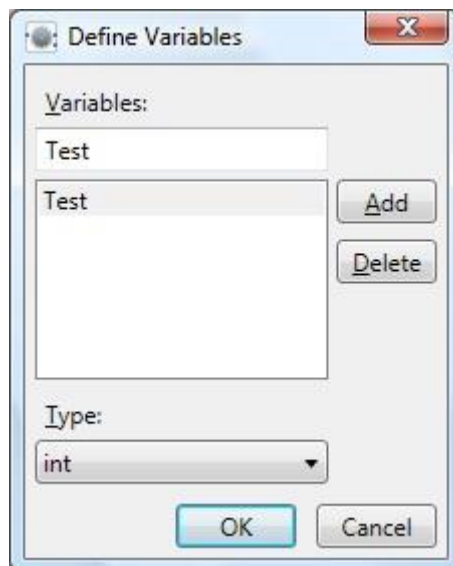 Define Variables
Variables:
Test
Test
Add
Delete
Type:
int
OK
Cancel